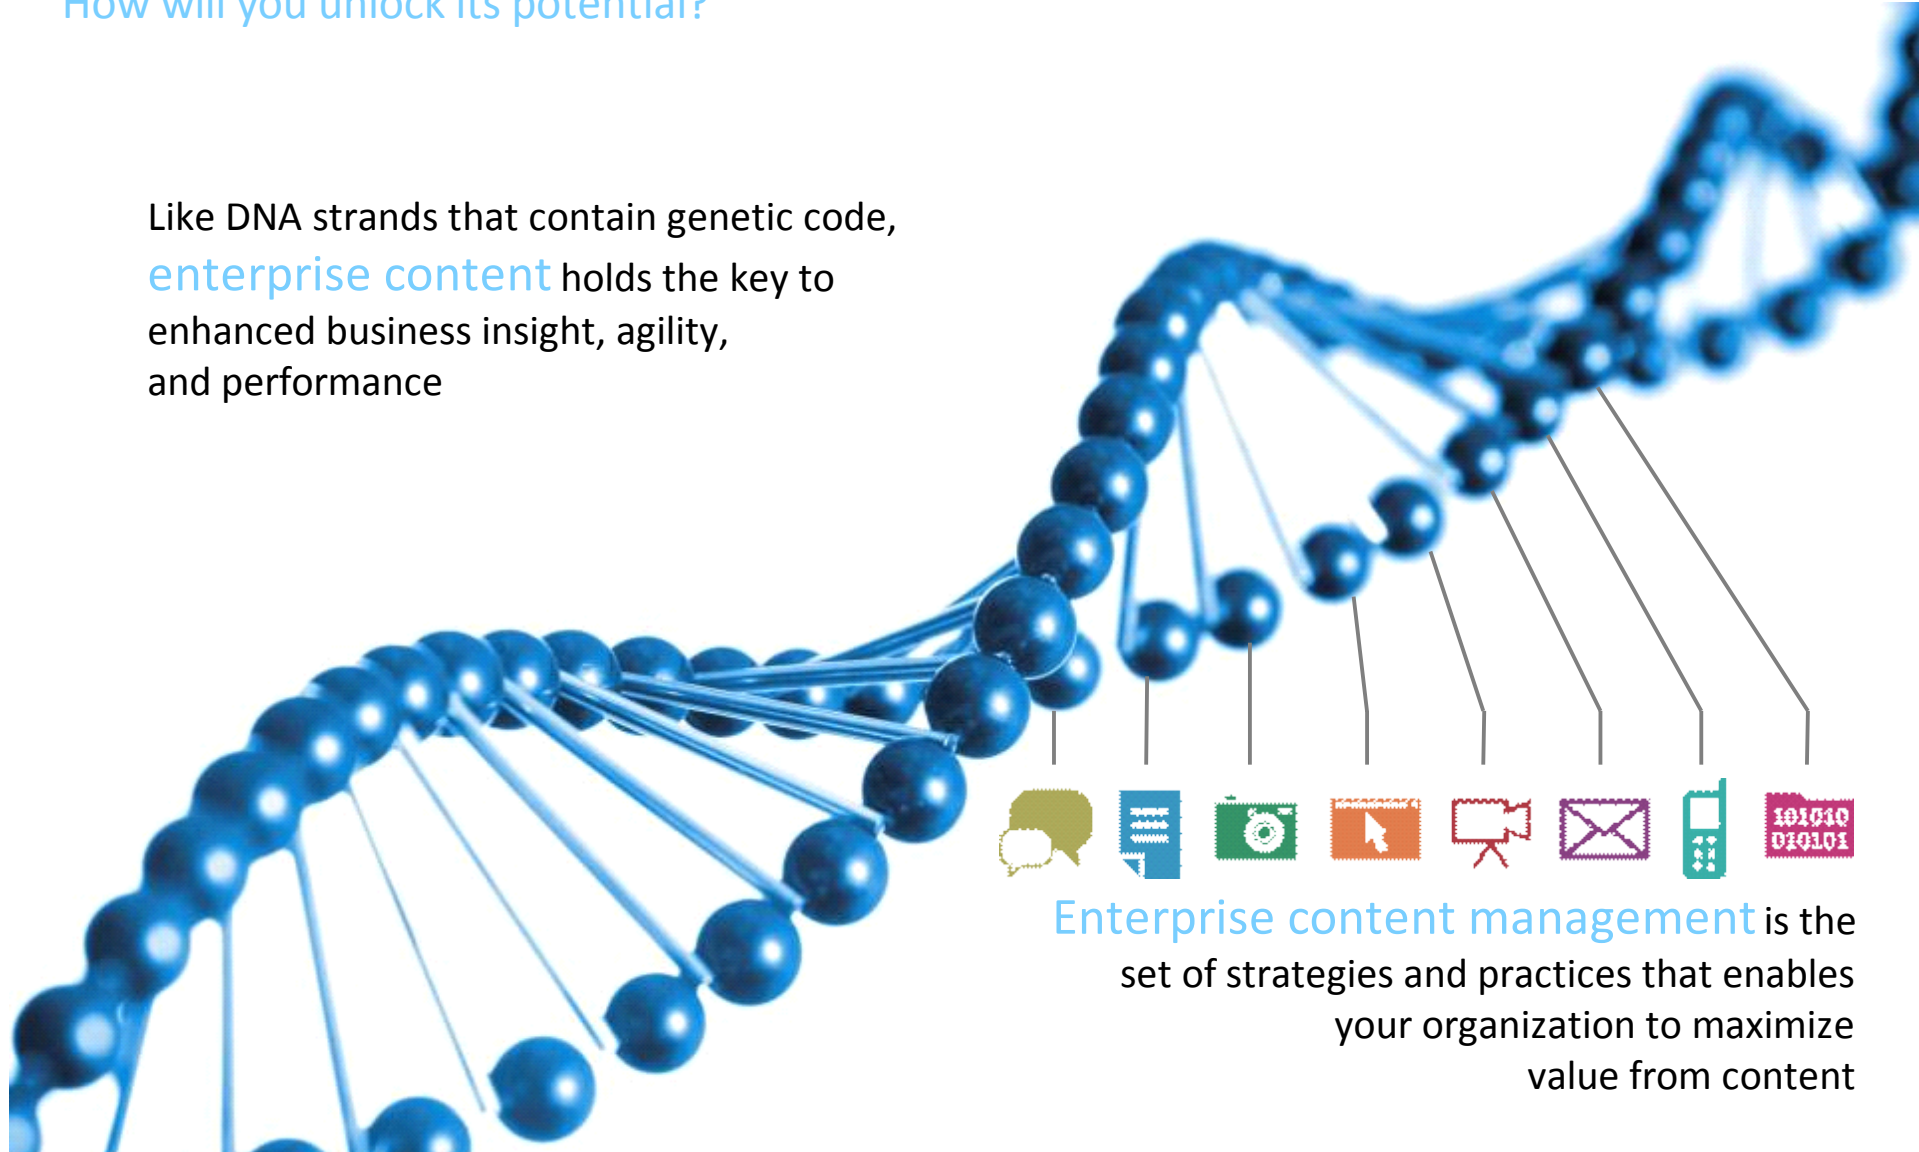 How will you unlock its potential?
Like DNA strands that contain genetic code,
enterprise content holds the key to
enhanced business insight, agility,
and performance
101010
010101
Enterprise content management is the
set of strategies and practices that enables
your organization to maximize
value from content